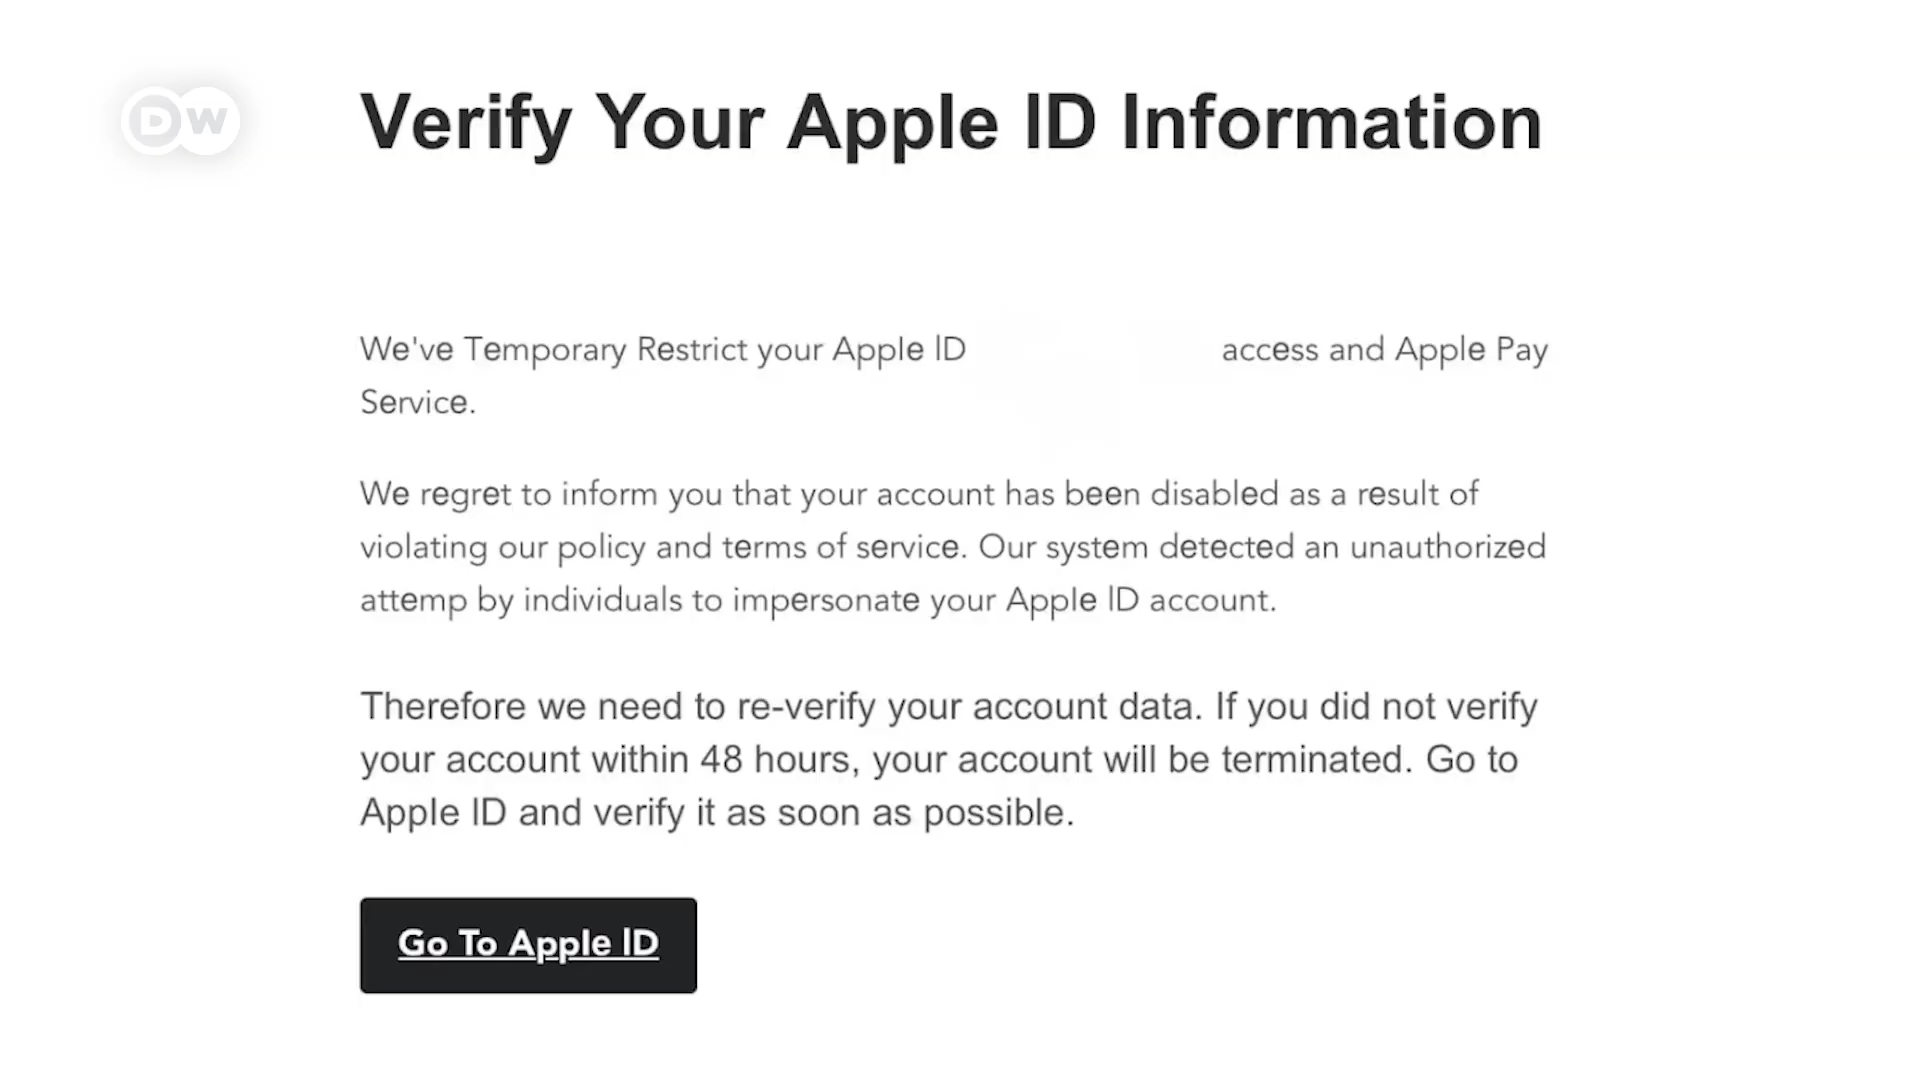 DW
Verify Your Apple ID Information
We've Temporary Restrict your Apple lD access and Apple Pay
Service.
We regret to inform you that your account has been disabled as a result of
violating our policy and terms of service. Our system detected an unauthorized
attemp by individuals to impersonate your Apple lD account.
Therefore we need to re-verify your account data. If you did not verify
your account within 48 hours, your account will be terminated. Go to
Apple lD and verify it as soon as possible.
Go To Apple lD